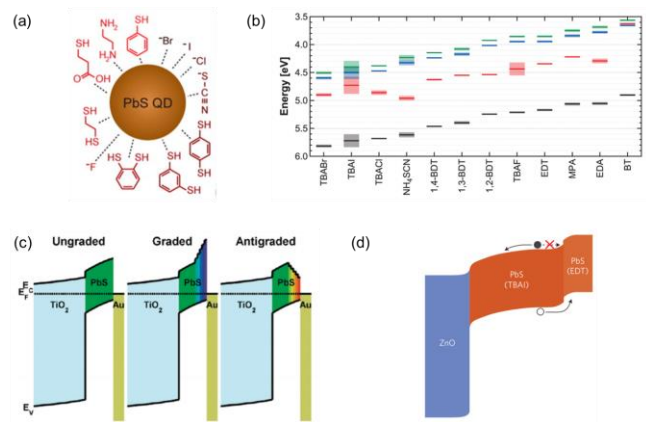 (a)
SH
SH
NH₂
H₂N
⁻Br
⁻I
⁻Cl
⁻S
C
N
O
OH
PbS QD
SH
SH
⁻F
SH
SH
SH
SH
SH
SH
(b)
Energy [eV]
3.5
4.0
4.5
5.0
5.5
6.0
TBABr
TBAI
TBACl
NH₄SCN
1,4-BDT
1,3-BDT
1,2-BDT
TBAF
EDT
MPA
EDA
BT
(c)
Ungraded Graded Antigraded
E_C
E_F
PbS
TiO₂
Au
PbS
TiO₂
Au
PbS
TiO₂
Au
E_V
(d)
PbS
(EDT)
PbS
(TBAI)
ZnO